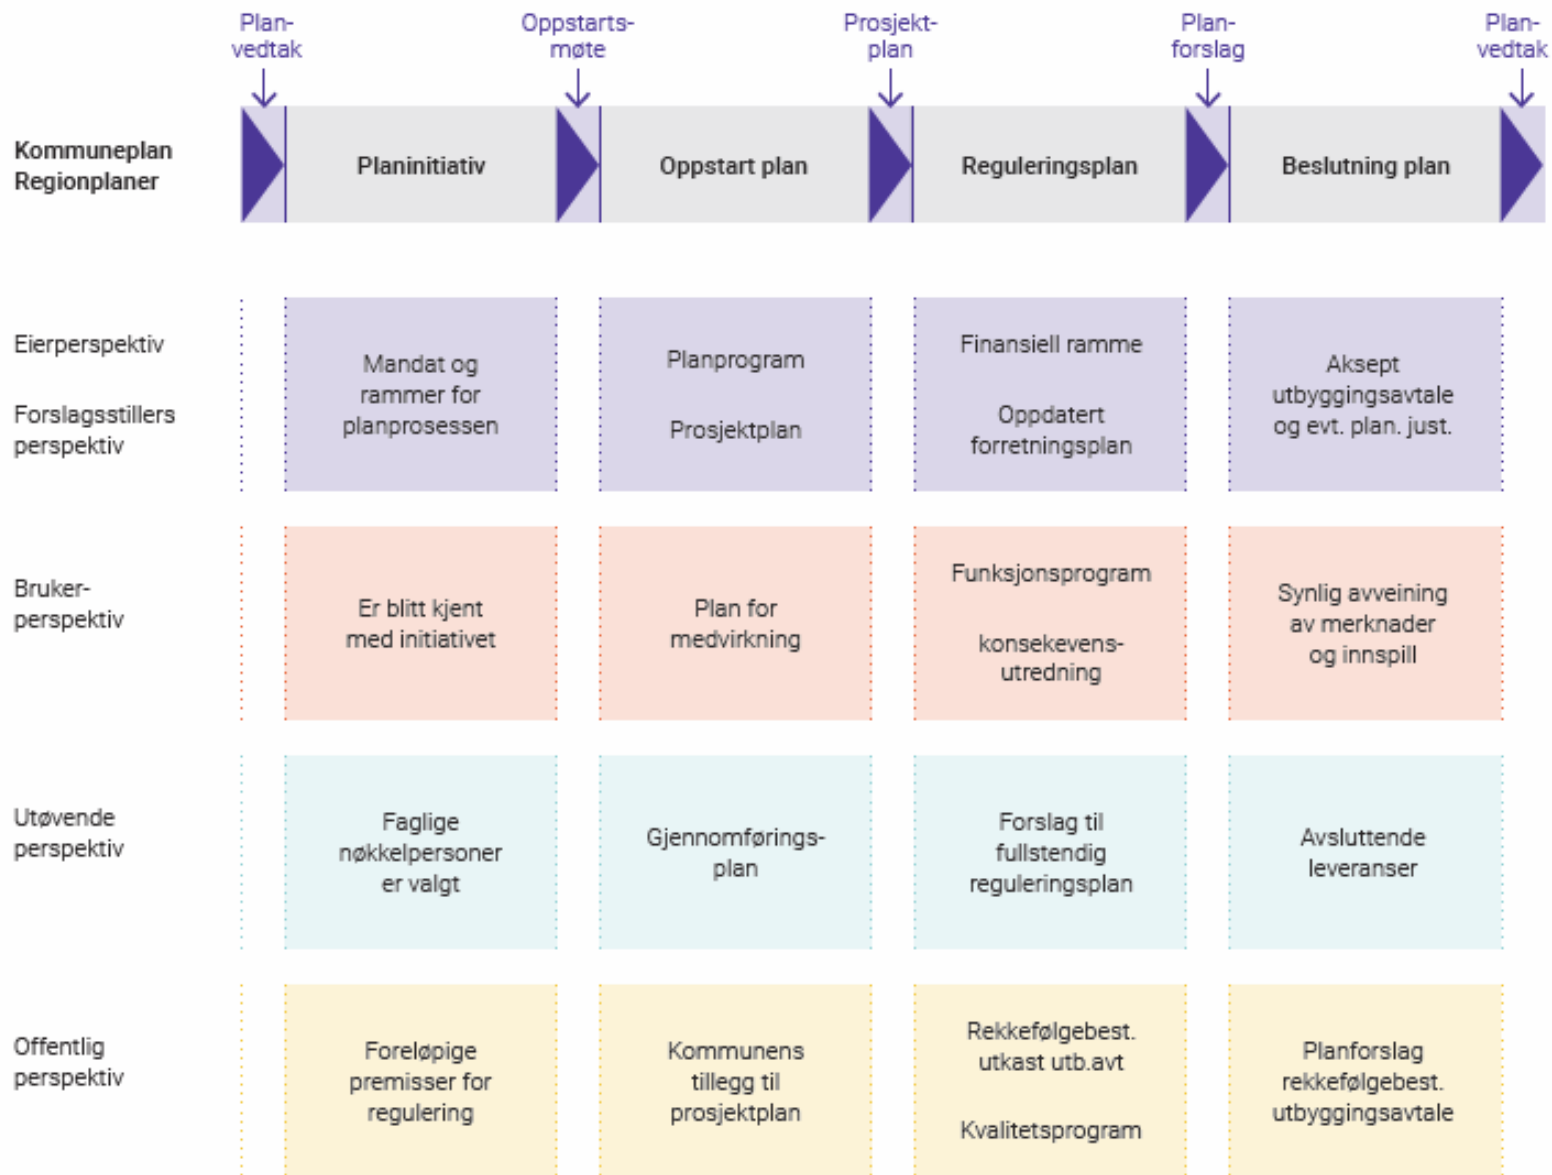 Plan-
vedtak
Oppstarts-
møte
Prosjekt-
plan
Plan-
forslag
Plan-
vedtak
Kommuneplan
Regionplaner
Planinitiativ
Oppstart plan
Reguleringsplan
Beslutning plan
Eierperspektiv
Forslagsstillers
perspektiv
Mandat og
rammer for
planprosessen
Planprogram
Prosjektplan
Finansiell ramme
Oppdatert
forretningsplan
Aksept
utbyggingsavtale
og evt. plan. just.
Bruker-
perspektiv
Er blitt kjent
med initiativet
Plan for
medvirkning
Funksjonsprogram
konsekevens-
utredning
Synlig avveining
av merknader
og innspill
Utøvende
perspektiv
Faglige
nøkkelpersoner
er valgt
Gjennomførings-
plan
Forslag til
fullstendig
reguleringsplan
Avsluttende
leveranser
Offentlig
perspektiv
Foreløpige
premisser for
regulering
Kommunens
tillegg til
prosjektplan
Rekkefølgebest.
utkast utb.avt
Kvalitetsprogram
Planforslag
rekkefølgebest.
utbyggingsavtale